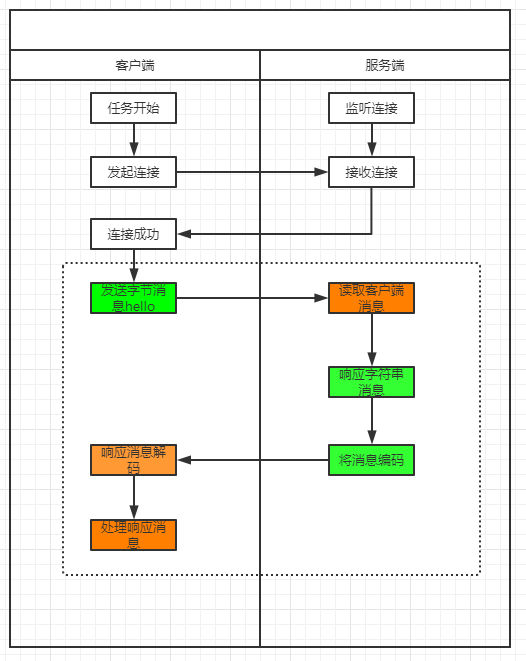 客户端
服务端
任务开始
监听连接
发起连接
接收连接
连接成功
发送字节消
息hello
读取客户端
消息
响应字符串
消息
响应消息解
码
将消息编码
处理响应消
息